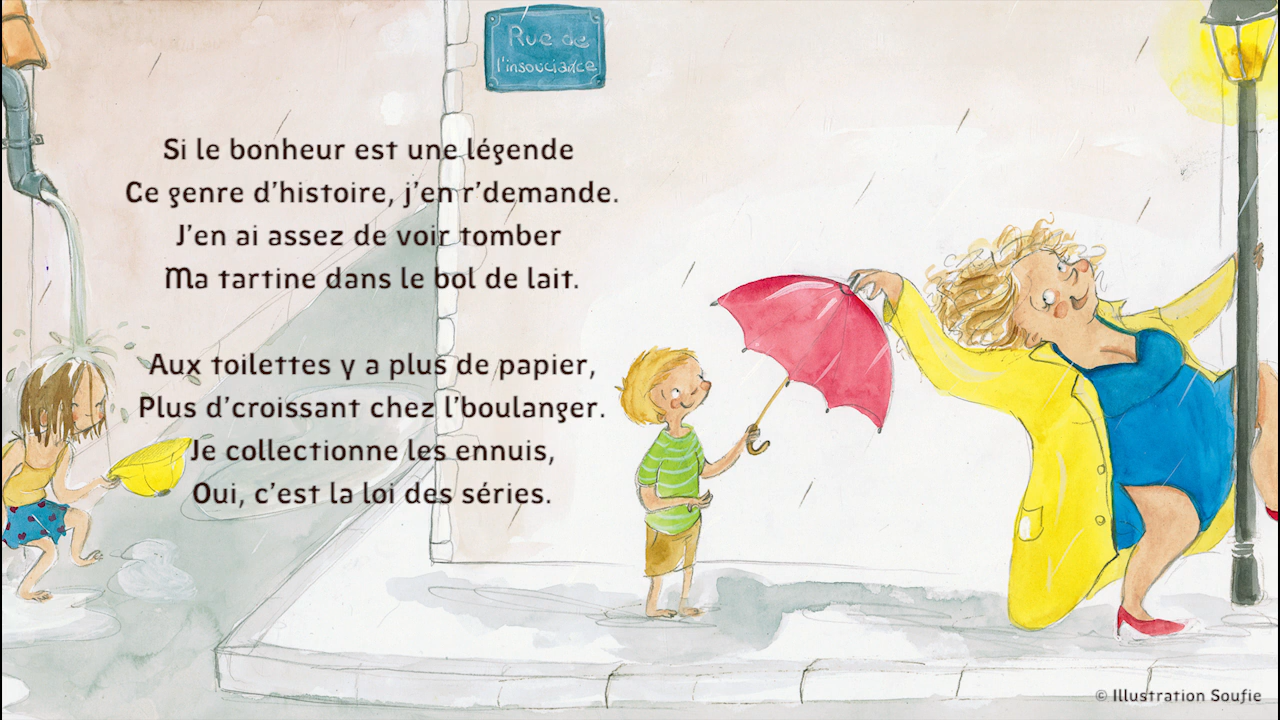 Rue de
l'insouciance
Si le bonheur est une légende
Ce genre d'histoire, j'en r'demande.
J'en ai assez de voir tomber
Ma tartine dans le bol de lait.
Aux toilettes y a plus de papier,
Plus d'croissant chez l'boulanger.
Je collectionne les ennuis,
Oui, c'est la loi des séries.
© Illustration Soufie